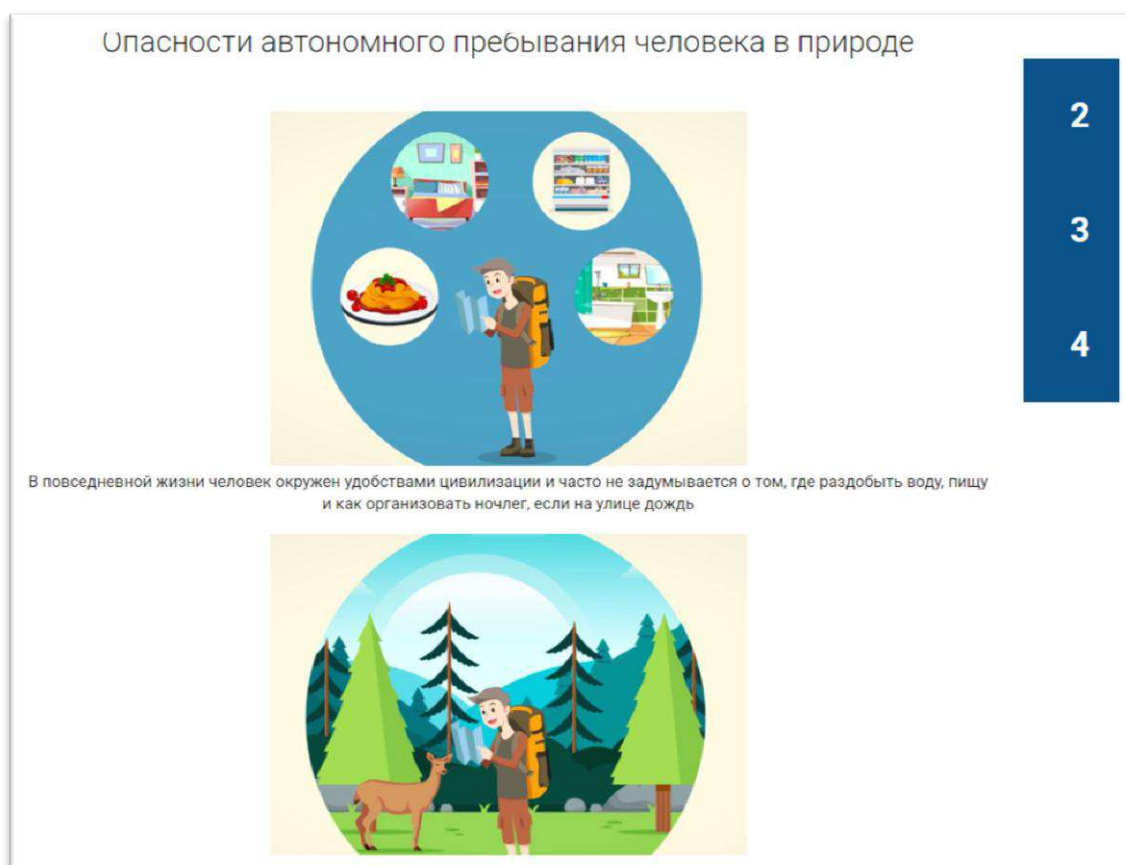 Опасности автономного пребывания человека в природе
2
3
4
В повседневной жизни человек окружен удобствами цивилизации и часто не задумывается о том, где раздобыть воду, пищу
и как организовать ночлег, если на улице дождь